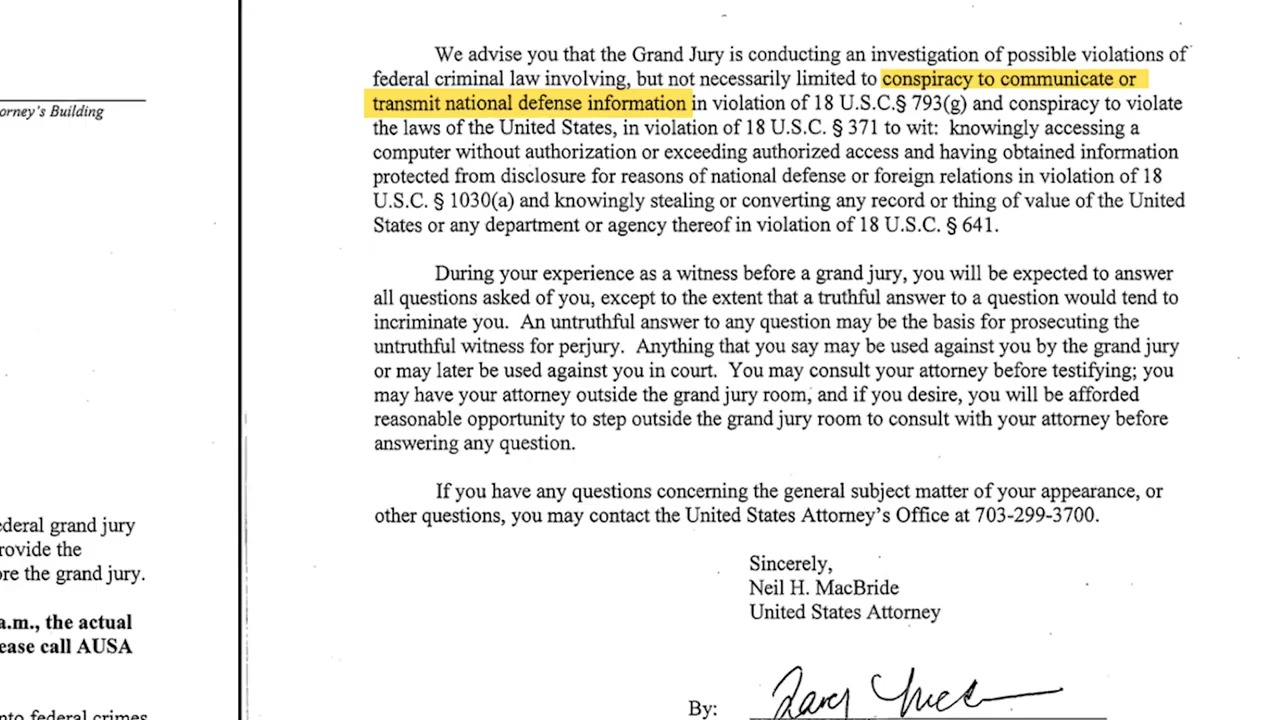 orney's Building
ederal grand jury
rovide the
ore the grand jury.
a.m., the actual
ease call AUSA
nto federal crimes
We advise you that the Grand Jury is conducting an investigation of possible violations of
federal criminal law involving, but not necessarily limited to conspiracy to communicate or
transmit national defense information in violation of 18 U.S.C.§ 793(g) and conspiracy to violate
the laws of the United States, in violation of 18 U.S.C. § 371 to wit: knowingly accessing a
computer without authorization or exceeding authorized access and having obtained information
protected from disclosure for reasons of national defense or foreign relations in violation of 18
U.S.C. § 1030(a) and knowingly stealing or converting any record or thing of value of the United
States or any department or agency thereof in violation of 18 U.S.C. § 641.
During your experience as a witness before a grand jury, you will be expected to answer
all questions asked of you, except to the extent that a truthful answer to a question would tend to
incriminate you. An untruthful answer to any question may be the basis for prosecuting the
untruthful witness for perjury. Anything that you say may be used against you by the grand jury
or may later be used against you in court. You may consult your attorney before testifying; you
may have your attorney outside the grand jury room, and if you desire, you will be afforded
reasonable opportunity to step outside the grand jury room to consult with your attorney before
answering any question.
If you have any questions concerning the general subject matter of your appearance, or
other questions, you may contact the United States Attorney's Office at 703-299-3700.
Sincerely,
Neil H. MacBride
United States Attorney
By: